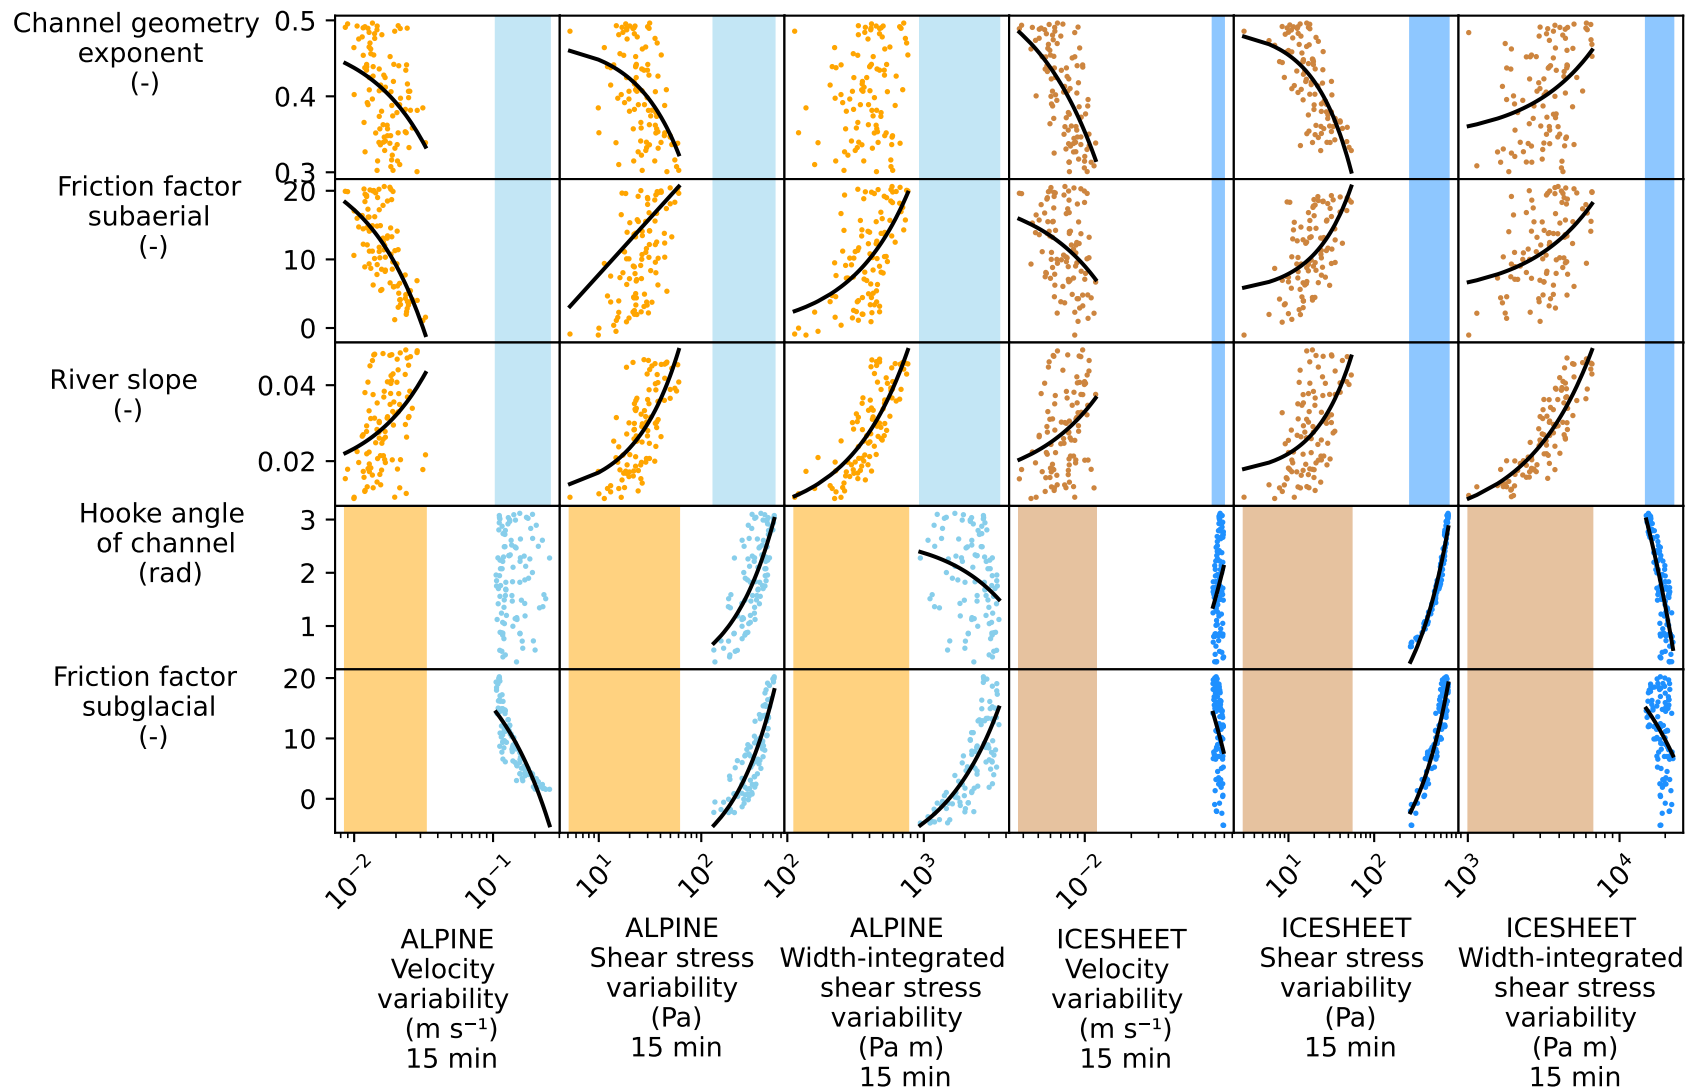 Channel geometry
exponent
(-)
0.5
0.4
0.3
Friction factor
subaerial
(-)
20
10
0
River slope
(-)
0.04
0.02
Hooke angle
of channel
(rad)
3
2
1
Friction factor
subglacial
(-)
20
10
0
10⁻² 10⁻¹ 10¹ 10² 10² 10³ 10⁻² 10¹ 10² 10³ 10⁴
ALPINE
Velocity
variability
(m s⁻¹)
15 min
ALPINE
Shear stress
variability
(Pa)
15 min
ALPINE
Width-integrated
shear stress
variability
(Pa m)
15 min
ICESHEET
Velocity
variability
(m s⁻¹)
15 min
ICESHEET
Shear stress
variability
(Pa)
15 min
ICESHEET
Width-integrated
shear stress
variability
(Pa m)
15 min